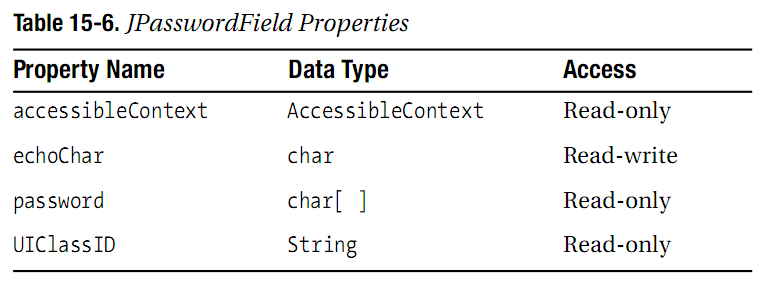 Table 15-6. JPasswordField Properties
Property Name Data Type Access
accessibleContext AccessibleContext Read-only
echoChar char Read-write
password char[ ] Read-only
UIClassID String Read-only